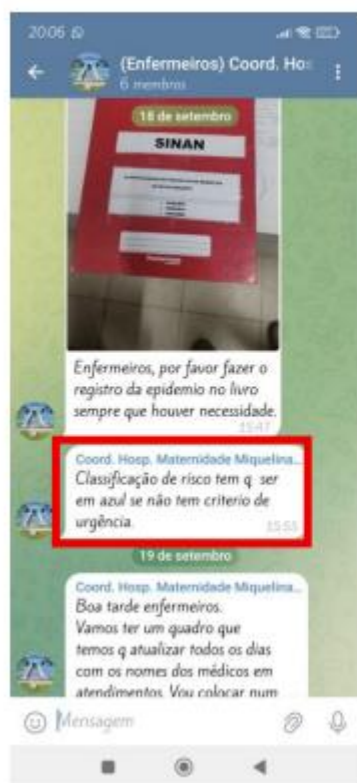 20:06
(Enfermeiros) Coord. Hos
6 membros
18 de setembro
SINAN
Enfermeiros, por favor fazer o
registro da epidemio no livro
sempre que houver necessidade.
15:47
Coord. Hosp. Maternidade Miquelina...
Classificação de risco tem q ser
em azul se não tem criterio de
urgência.
15:53
19 de setembro
Coord. Hosp. Maternidade Miquelina...
Boa tarde enfermeiros.
Vamos ter um quadro que
temos q atualizar todos os dias
com os nomes dos médicos em
atendimentos. Vou colocar num
Mensagem